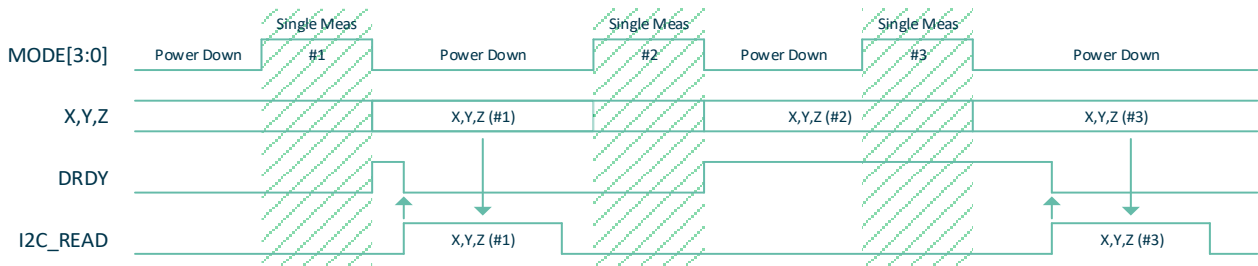 Single Meas Single Meas Single Meas
MODE[3:0] Power Down #1 Power Down #2 Power Down #3 Power Down
X,Y,Z X,Y,Z (#1) X,Y,Z (#2) X,Y,Z (#3)
DRDY
I2C_READ X,Y,Z (#1) X,Y,Z (#3)